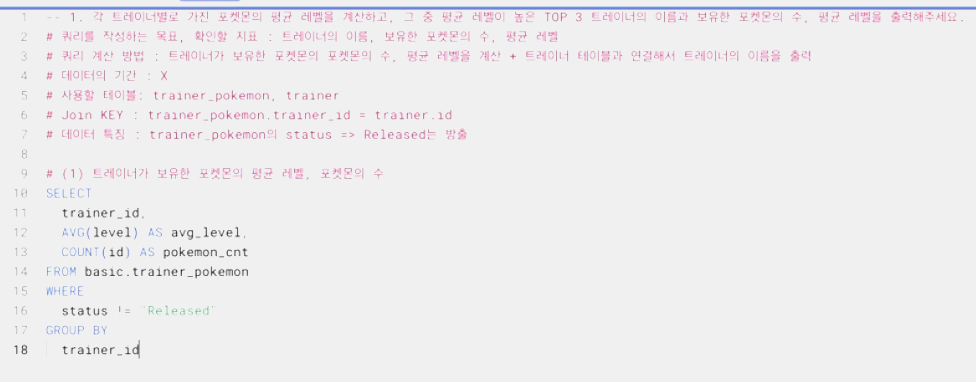 1 -- 1. 각 트레이너별로 가진 포켓몬의 평균 레벨을 계산하고, 그 중 평균 레벨이 높은 TOP 3 트레이너의 이름과 보유한 포켓몬의 수, 평균 레벨을 출력해주세요.
2 # 쿼리를 작성하는 목표, 확인할 지표 : 트레이너의 이름, 보유한 포켓몬의 수, 평균 레벨
3 # 쿼리 계산 방법 : 트레이너가 보유한 포켓몬의 포켓몬의 수, 평균 레벨을 계산 + 트레이너 테이블과 연결해서 트레이너의 이름을 출력
4 # 데이터의 기간 : X
5 # 사용할 테이블: trainer_pokemon, trainer
6 # Join KEY : trainer_pokemon.trainer_id = trainer.id
7 # 데이터 특징 : trainer_pokemon의 status => Released는 방출
8
9 # (1) 트레이너가 보유한 포켓몬의 평균 레벨, 포켓몬의 수
10 SELECT
11 trainer_id,
12 AVG(level) AS avg_level,
13 COUNT(id) AS pokemon_cnt
14 FROM basic.trainer_pokemon
15 WHERE
16 status != "Released"
17 GROUP BY
18 trainer_id